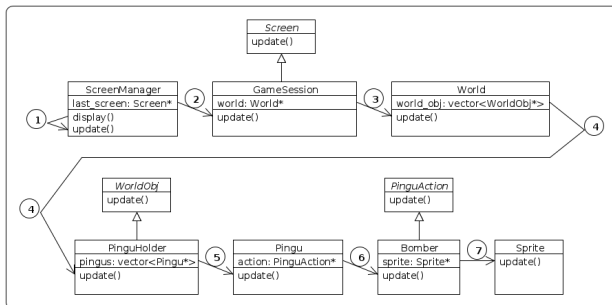 Screen
update()
ScreenManager
last_screen: Screen*
display()
update()
1
2
GameSession
world: World*
update()
3
World
world_obj: vector<WorldObj*>
update()
4
4
WorldObj
update()
PinguAction
update()
PinguHolder
pingus: vector<Pingu*>
update()
5
Pingu
action: PinguAction*
update()
6
Bomber
sprite: Sprite*
update()
7
Sprite
update()